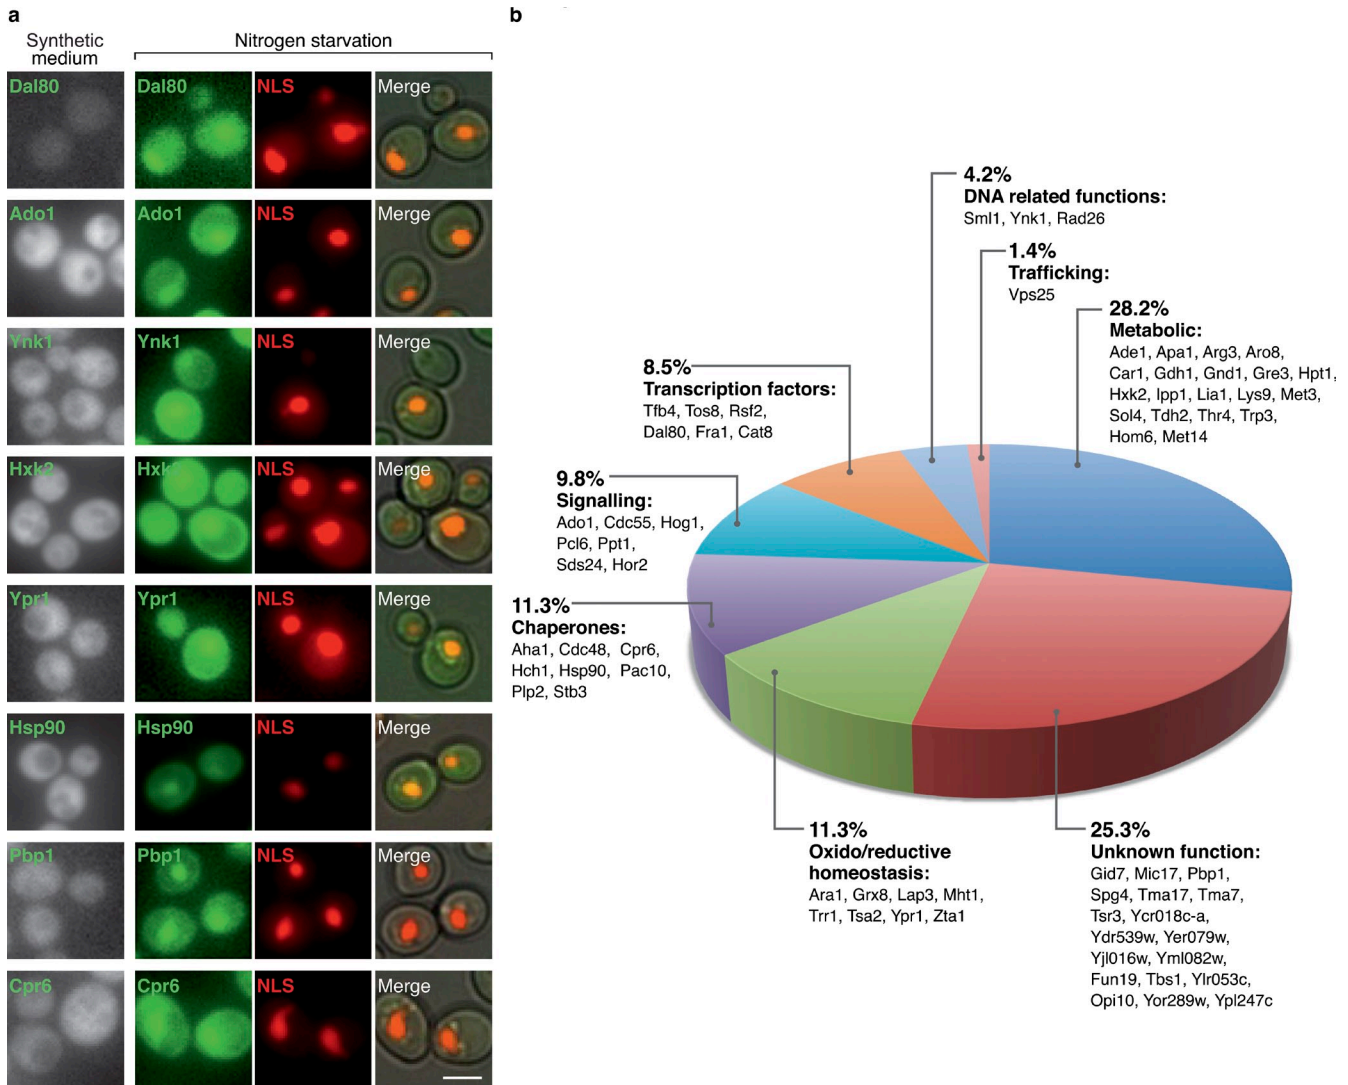 a
Synthetic
medium
Nitrogen starvation
Dal80
Dal80
NLS
Merge
Ado1
Ado1
NLS
Merge
Ynk1
Ynk1
NLS
Merge
Hxk2
Hxk2
NLS
Merge
Ypr1
Ypr1
NLS
Merge
Hsp90
Hsp90
NLS
Merge
Pbp1
Pbp1
NLS
Merge
Cpr6
Cpr6
NLS
Merge
b
4.2%
DNA related functions:
Sml1, Ynk1, Rad26
1.4%
Trafficking:
Vps25
28.2%
Metabolic:
Ade1, Apa1, Arg3, Aro8,
Car1, Gdh1, Gnd1, Gre3, Hpt1,
Hxk2, Ipp1, Lia1, Lys9, Met3,
Sol4, Tdh2, Thr4, Trp3,
Hom6, Met14
8.5%
Transcription factors:
Tfb4, Tos8, Rsf2,
Dal80, Fra1, Cat8
9.8%
Signalling:
Ado1, Cdc55, Hog1,
Pcl6, Ppt1,
Sds24, Hor2
11.3%
Chaperones:
Aha1, Cdc48, Cpr6,
Hch1, Hsp90, Pac10,
Plp2, Stb3
11.3%
Oxido/reductive
homeostasis:
Ara1, Grx8, Lap3, Mht1,
Trr1, Tsa2, Ypr1, Zta1
25.3%
Unknown function:
Gid7, Mic17, Pbp1,
Spg4, Tma17, Tma7,
Tsr3, Ycr018c-a,
Ydr539w, Yer079w,
Yjl016w, Yml082w,
Fun19, Tbs1, Ylr053c,
Opi10, Yor289w, Ypl247c